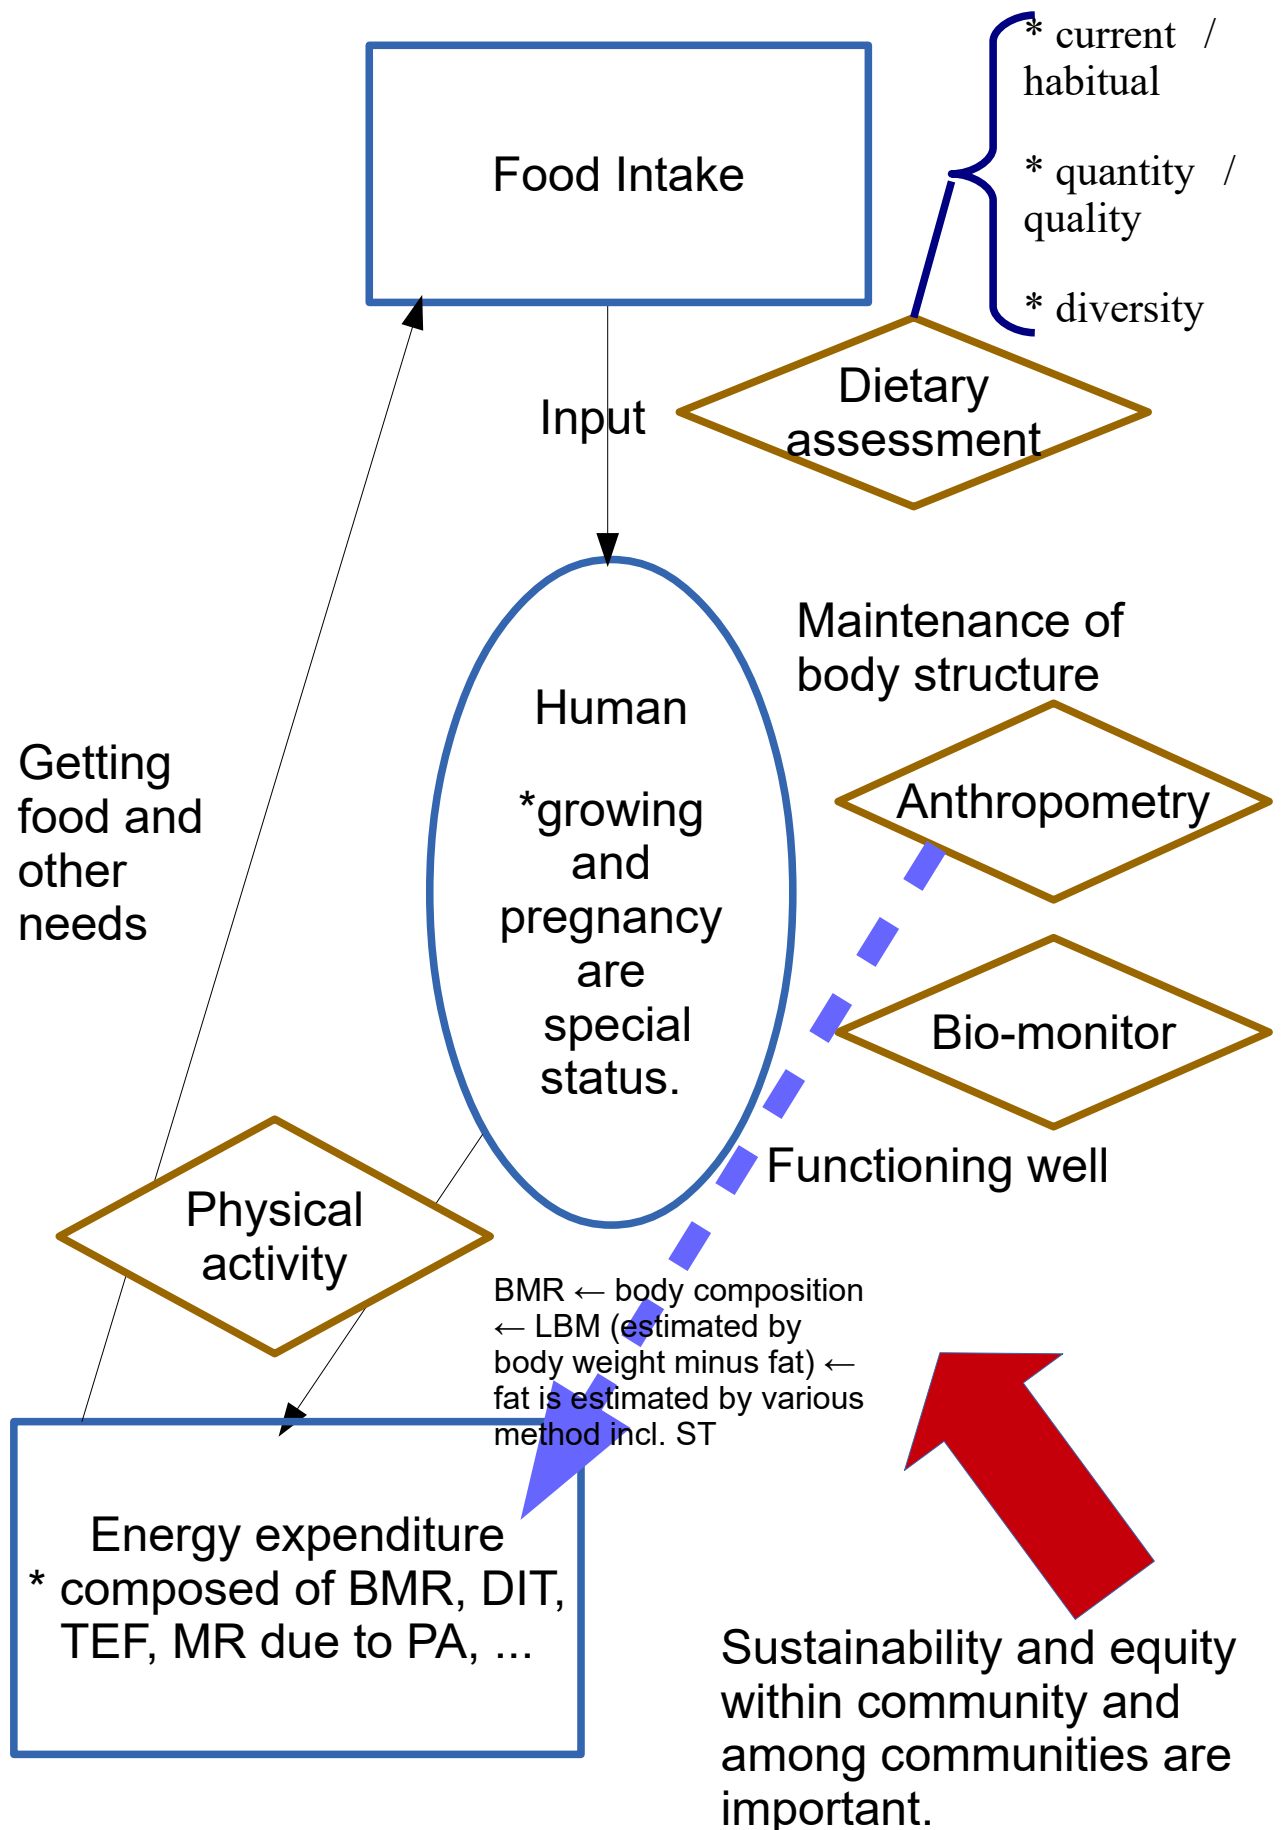 * current /
habitual
* quantity /
quality
* diversity
Food Intake
Input
Dietary
assessment
Maintenance of
body structure
Human
*growing
and
pregnancy
are
special
status.
Anthropometry
Getting
food and
other
needs
Bio-monitor
Functioning well
Physical
activity
BMR ← body composition
← LBM (estimated by
body weight minus fat) ←
fat is estimated by various
method incl. ST
Energy expenditure
* composed of BMR, DIT,
TEF, MR due to PA, ...
Sustainability and equity
within community and
among communities are
important.